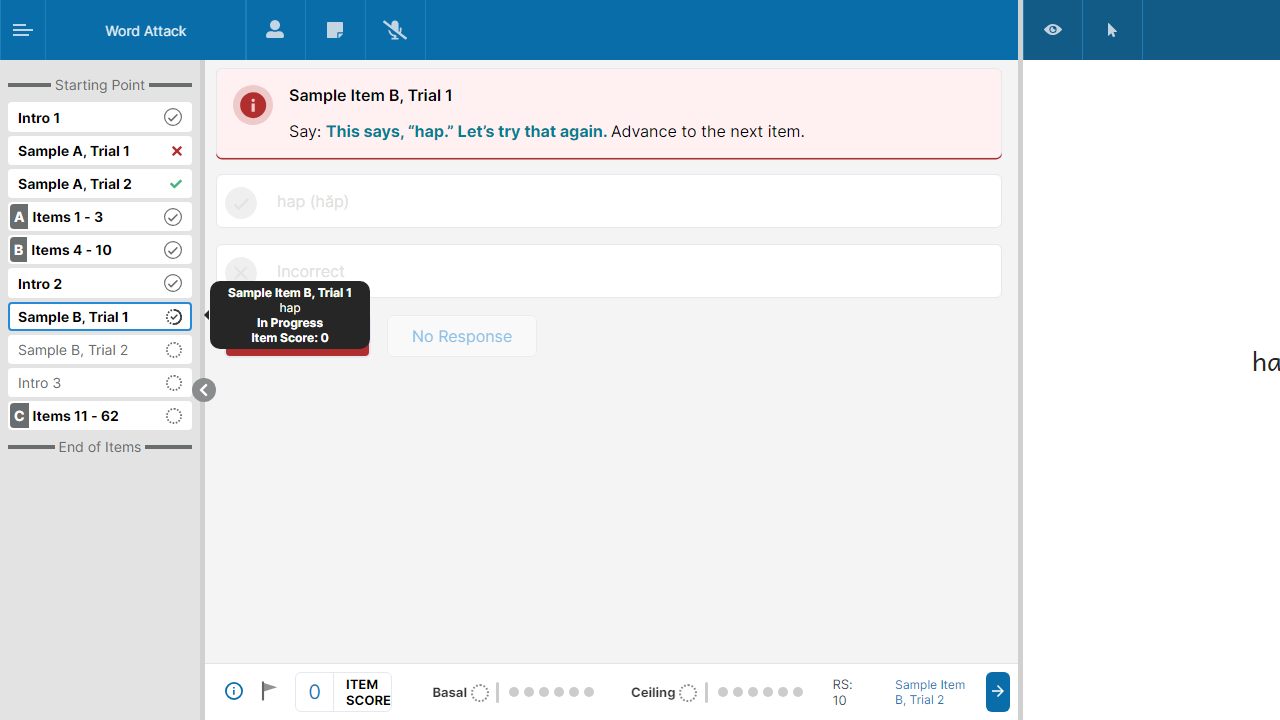 Word Attack
Starting Point
Intro 1
Sample A, Trial 1
Sample A, Trial 2
A Items 1 - 3
B Items 4 - 10
Intro 2
Sample B, Trial 1
Sample B, Trial 2
Intro 3
C Items 11 - 62
End of Items
Sample Item B, Trial 1
Say: This says, “hap.” Let’s try that again. Advance to the next item.
hap (hăp)
Incorrect
Sample Item B, Trial 1
hap
In Progress
Item Score: 0
No Response
ha
0 ITEM
SCORE
Basal
Ceiling
RS:
10
Sample Item
B, Trial 2